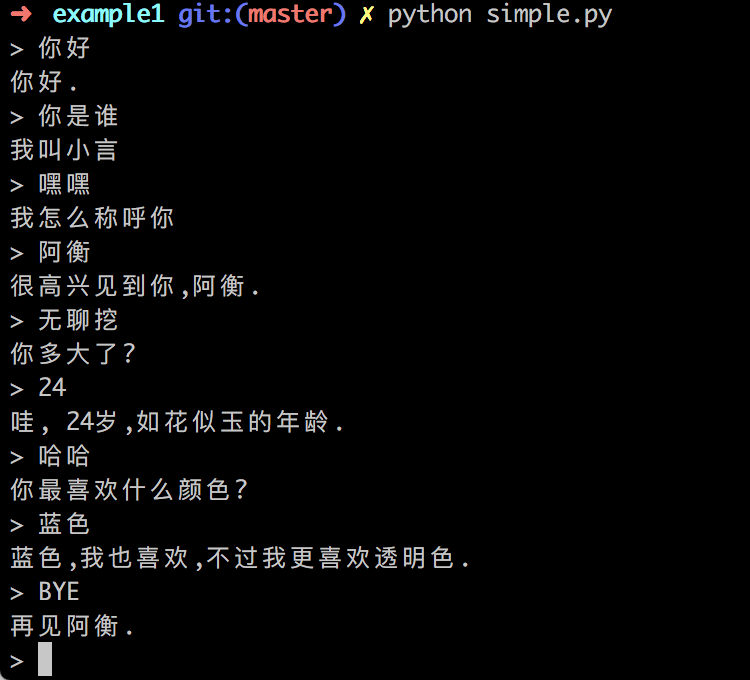 ➜ example1 git:(master) ✗ python simple.py
> 你好
你好.
> 你是谁
我叫小言
> 嘿嘿
我怎么称呼你
> 阿衡
很高兴见到你,阿衡.
> 无聊挖
你多大了?
> 24
哇, 24岁,如花似玉的年龄.
> 哈哈
你最喜欢什么颜色?
> 蓝色
蓝色,我也喜欢,不过我更喜欢透明色.
> BYE
再见阿衡.
>